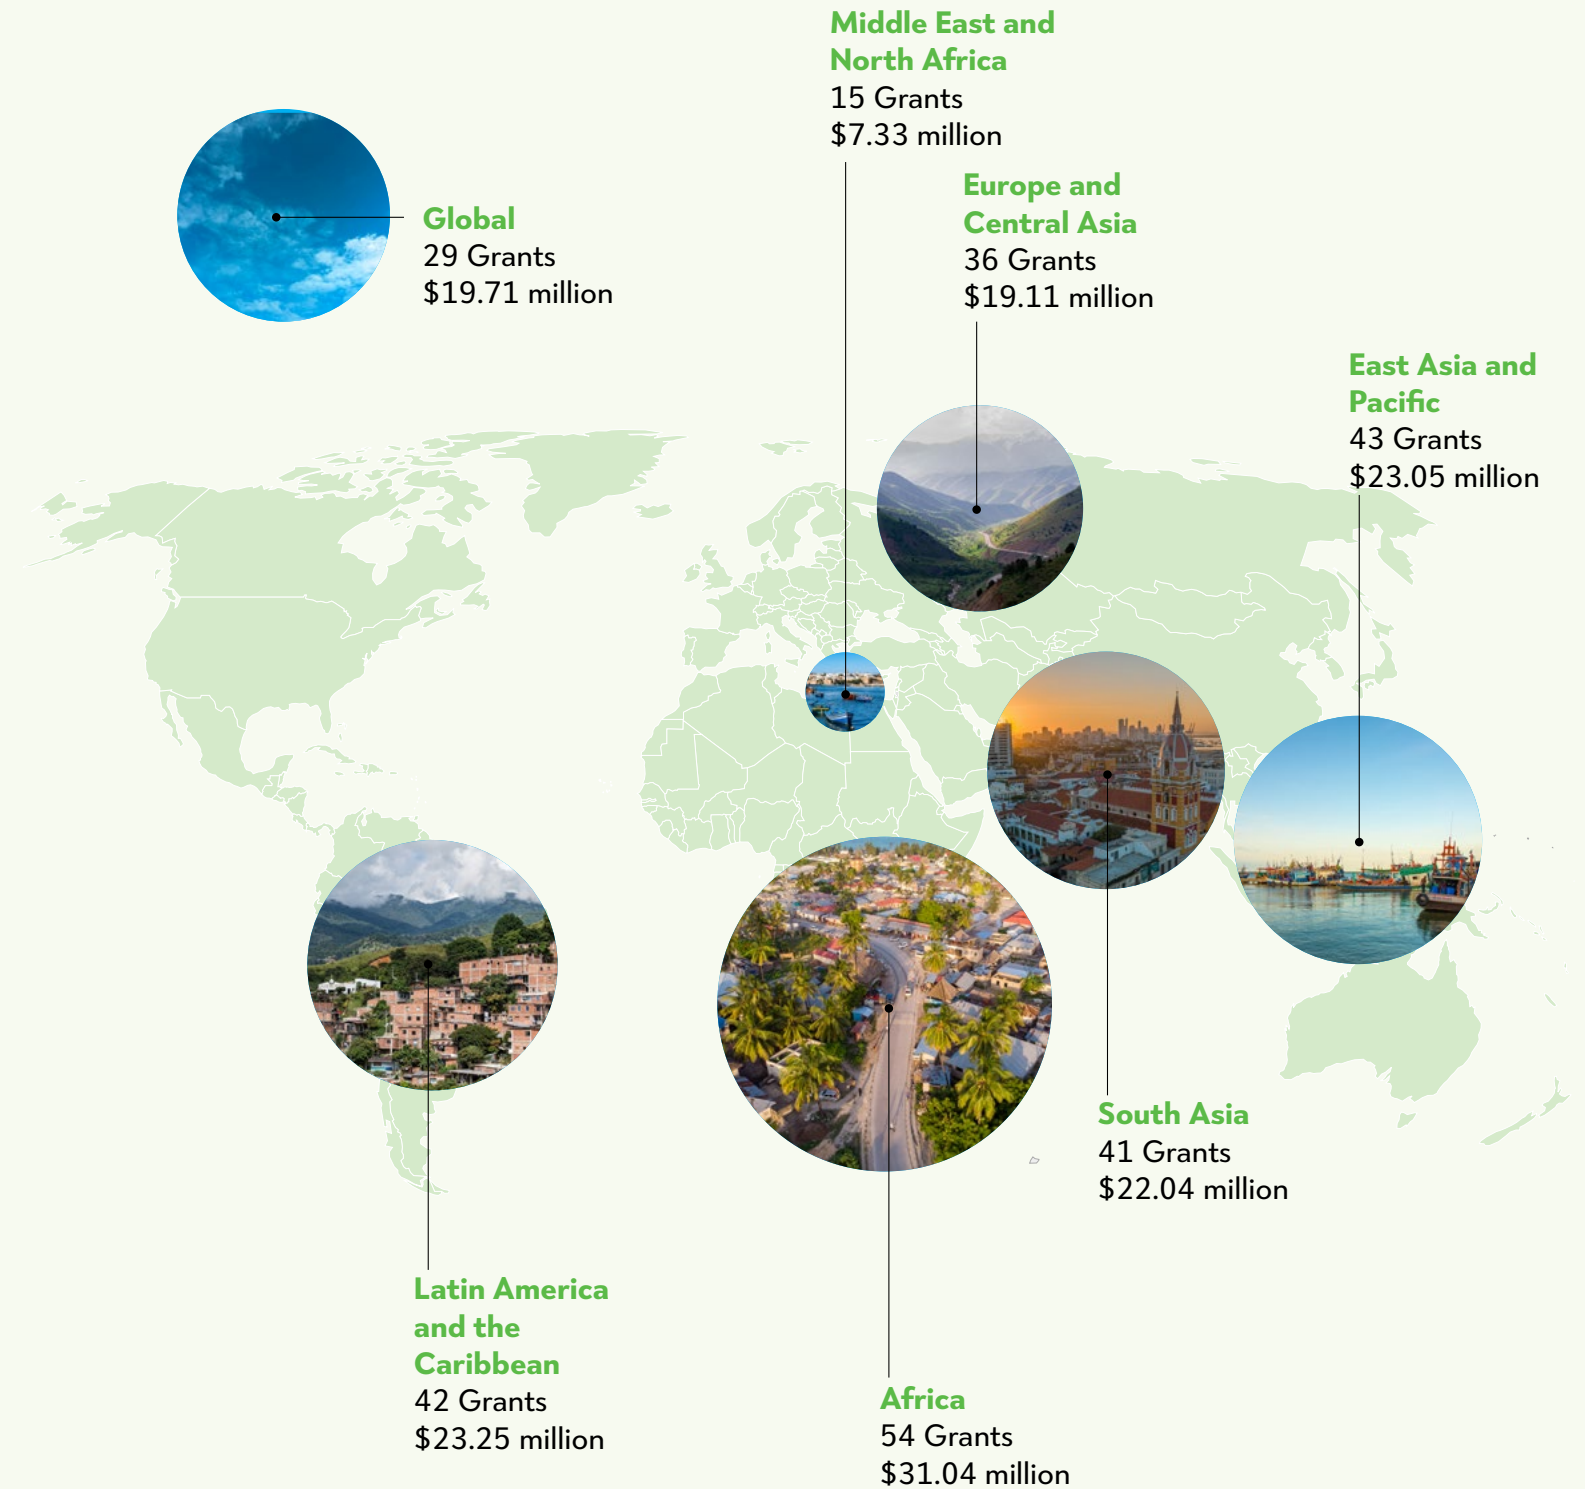 Middle East and
North Africa
15 Grants
$7.33 million
Global
29 Grants
$19.71 million
Europe and
Central Asia
36 Grants
$19.11 million
East Asia and
Pacific
43 Grants
$23.05 million
South Asia
41 Grants
$22.04 million
Latin America
and the
Caribbean
42 Grants
$23.25 million
Africa
54 Grants
$31.04 million